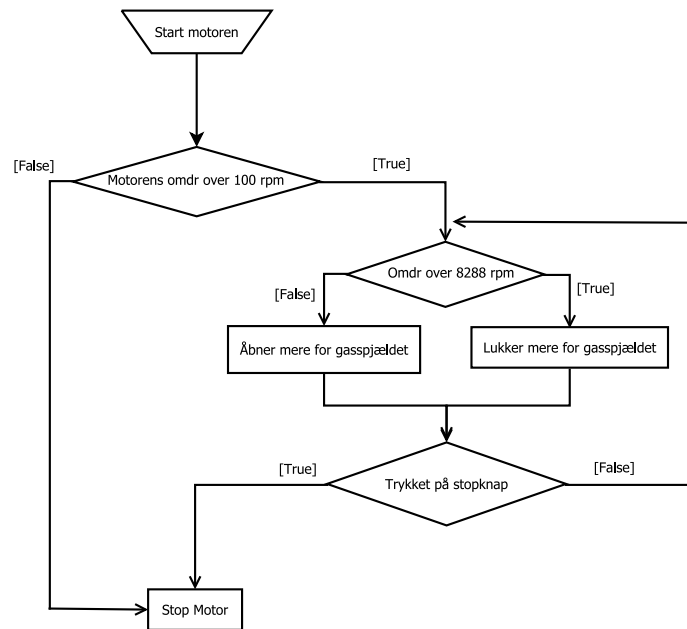 Start motoren
[False]
[True]
Motorens omdr over 100 rpm
Omdr over 8288 rpm
[False]
[True]
Åbner mere for gasspjældet
Lukker mere for gasspjældet
[True]
[False]
Trykket på stopknap
Stop Motor